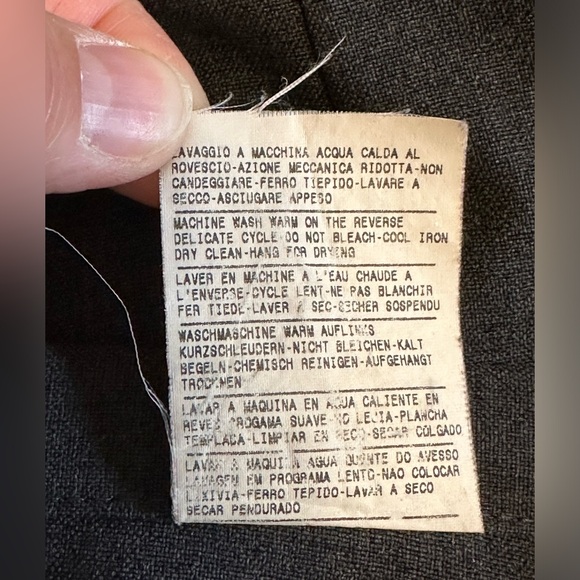 LAVAGGIO A MACCHINA ACQUA CALDA AL
ROVESCIO-AZIONE MECCANICA RIDOTTA-NON
CANDEGGIARE-FERRO TIEPIDO-LAVARE A
SECCO-ASCIUGARE APPESO
MACHINE WASH WARM ON THE REVERSE
DELICATE CYCLE-DO NOT BLEACH-COOL IRON
DRY CLEAN-HANG FOR DRYING
LAVER EN MACHINE A L'EAU CHAUDE A
L'ENVERSE-CYCLE LENT-NE PAS BLANCHIR
FER TIEDE-LAVER A SEC-SECHER SUSPENDU
WASCHMASCHINE WARM AUFLINKS
KURZSCHLEUDERN-NICHT BLEICHEN-KALT
BEGELN-CHEMISCH REINIGEN-AUFGEHANGT
TROCKNEN
LAVAR A MAQUINA EN AGUA CALIENTE EN
REVES PROGAMA SUAVE-NO LEJIA-PLANCHA
TEMPLADA-LIMPIAR EN SECO-SECAR COLGADO
LAVAR A MAQUINA AGUA QUENTE DO AVESSO
LAVAGEM EM PROGRAMA LENTO-NAO COLOCAR
LIXIVIA-FERRO TEPIDO-LAVAR A SECO
SECAR PENDURADO